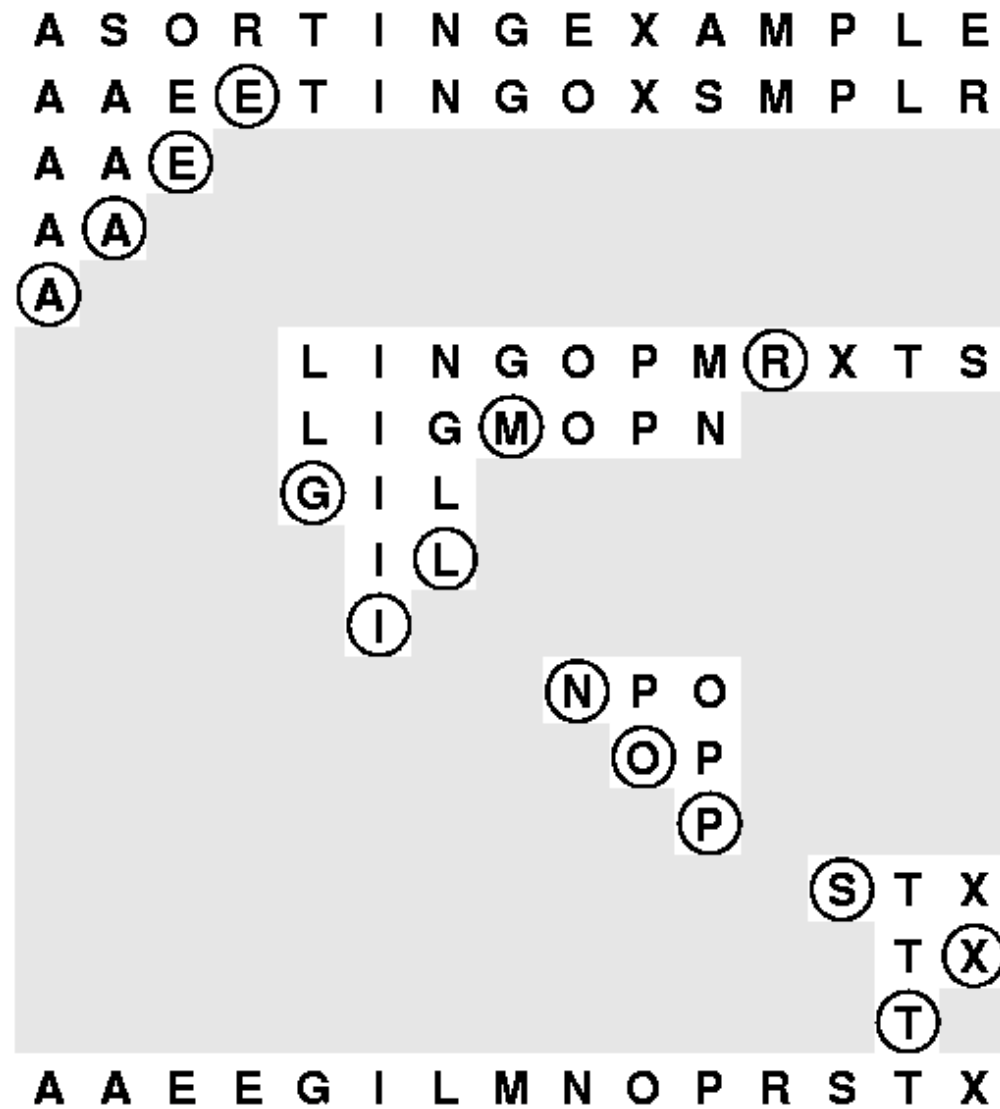 A S O R T I N G E X A M P L E
A A E E T I N G O X S M P L R
A A E
A A
A
L I N G O P M R X T S
L I G M O P N
G I L
I L
I
N P O
O P
P
S T X
T X
T
A A E E G I L M N O P R S T X